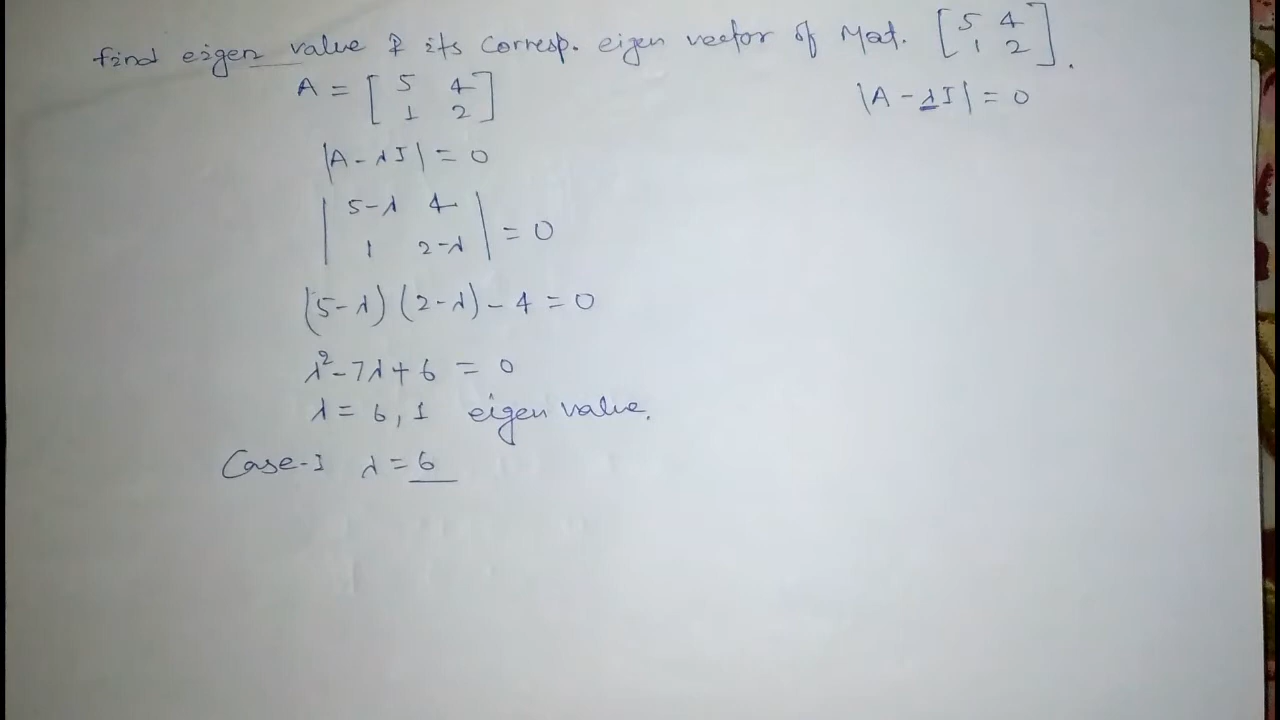 find eigen value & its corresp. eigen vector of Mat. [5 4
1 2].
A = [5 4
1 2]
|A - λI| = 0
|A - λI| = 0
|5-λ 4
1 2-λ| = 0
(5-λ)(2-λ) - 4 = 0
λ² - 7λ + 6 = 0
λ = 6, 1 eigen value.
Case-I λ = 6